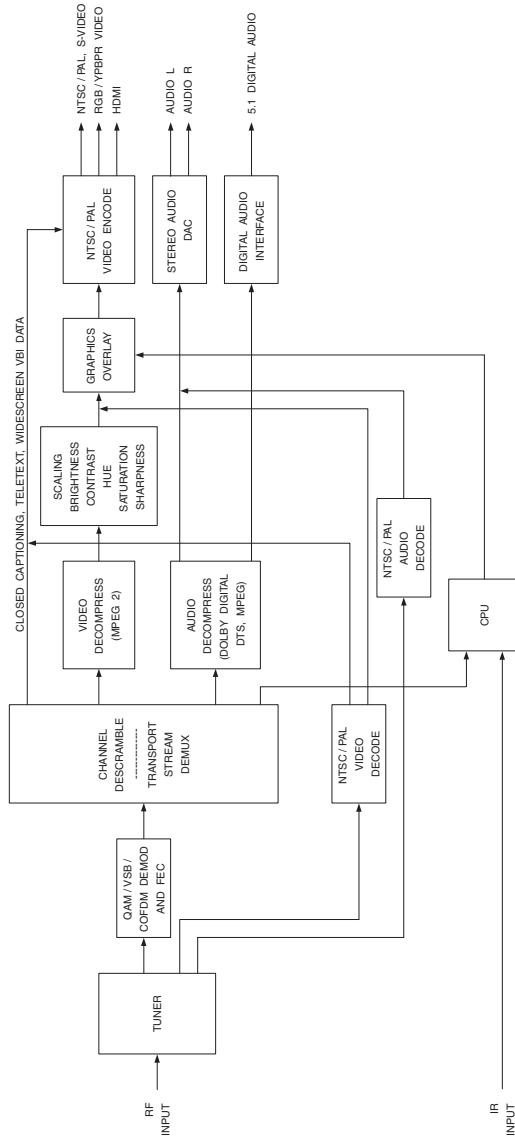 RF
INPUT
TUNER
QAM / VSB /
COFDM DEMOD
AND FEC
CHANNEL
DESCRAMBLE
------------
TRANSPORT
STREAM
DEMUX
CLOSED CAPTIONING, TELETEXT, WIDESCREEN VBI DATA
VIDEO
DECOMPRESS
(MPEG 2)
SCALING
BRIGHTNESS
CONTRAST
HUE
SATURATION
SHARPNESS
GRAPHICS
OVERLAY
NTSC / PAL
VIDEO ENCODE
NTSC / PAL, S-VIDEO
RGB / YPBPR VIDEO
HDMI
AUDIO
DECOMPRESS
(DOLBY DIGITAL
DTS, MPEG)
STEREO AUDIO
DAC
AUDIO L
AUDIO R
DIGITAL AUDIO
INTERFACE
5.1 DIGITAL AUDIO
NTSC / PAL
VIDEO
DECODE
NTSC / PAL
AUDIO
DECODE
IR
INPUT
CPU